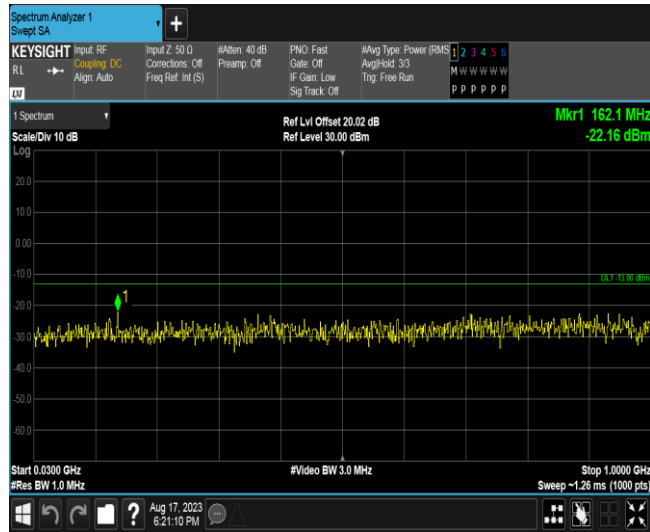 Spectrum Analyzer 1
Swept SA
KEYSIGHT
RL
LXI
Input: RF
Coupling: DC
Align: Auto
Input Z: 50 Ω
Corrections: Off
Freq Ref: Int (S)
#Atten: 40 dB
Preamp: Off
PNO: Fast
Gate: Off
IF Gain: Low
Sig Track: Off
#Avg Type: Power (RMS
Avg|Hold: 3/3
Trig: Free Run
1 2 3 4 5 6
M W W W W W
P P P P P P
1 Spectrum
Scale/Div 10 dB
Ref Lvl Offset 20.02 dB
Ref Level 30.00 dBm
Mkr1 162.1 MHz
-22.16 dBm
Log
20.0
10.0
0.00
-10.0
DL1 -13.00 dBm
1
-20.0
-30.0
-40.0
-50.0
-60.0
Start 0.0300 GHz
#Video BW 3.0 MHz
Stop 1.0000 GHz
#Res BW 1.0 MHz
Sweep ~1.26 ms (1000 pts)
?
Aug 17, 2023
6:21:10 PM